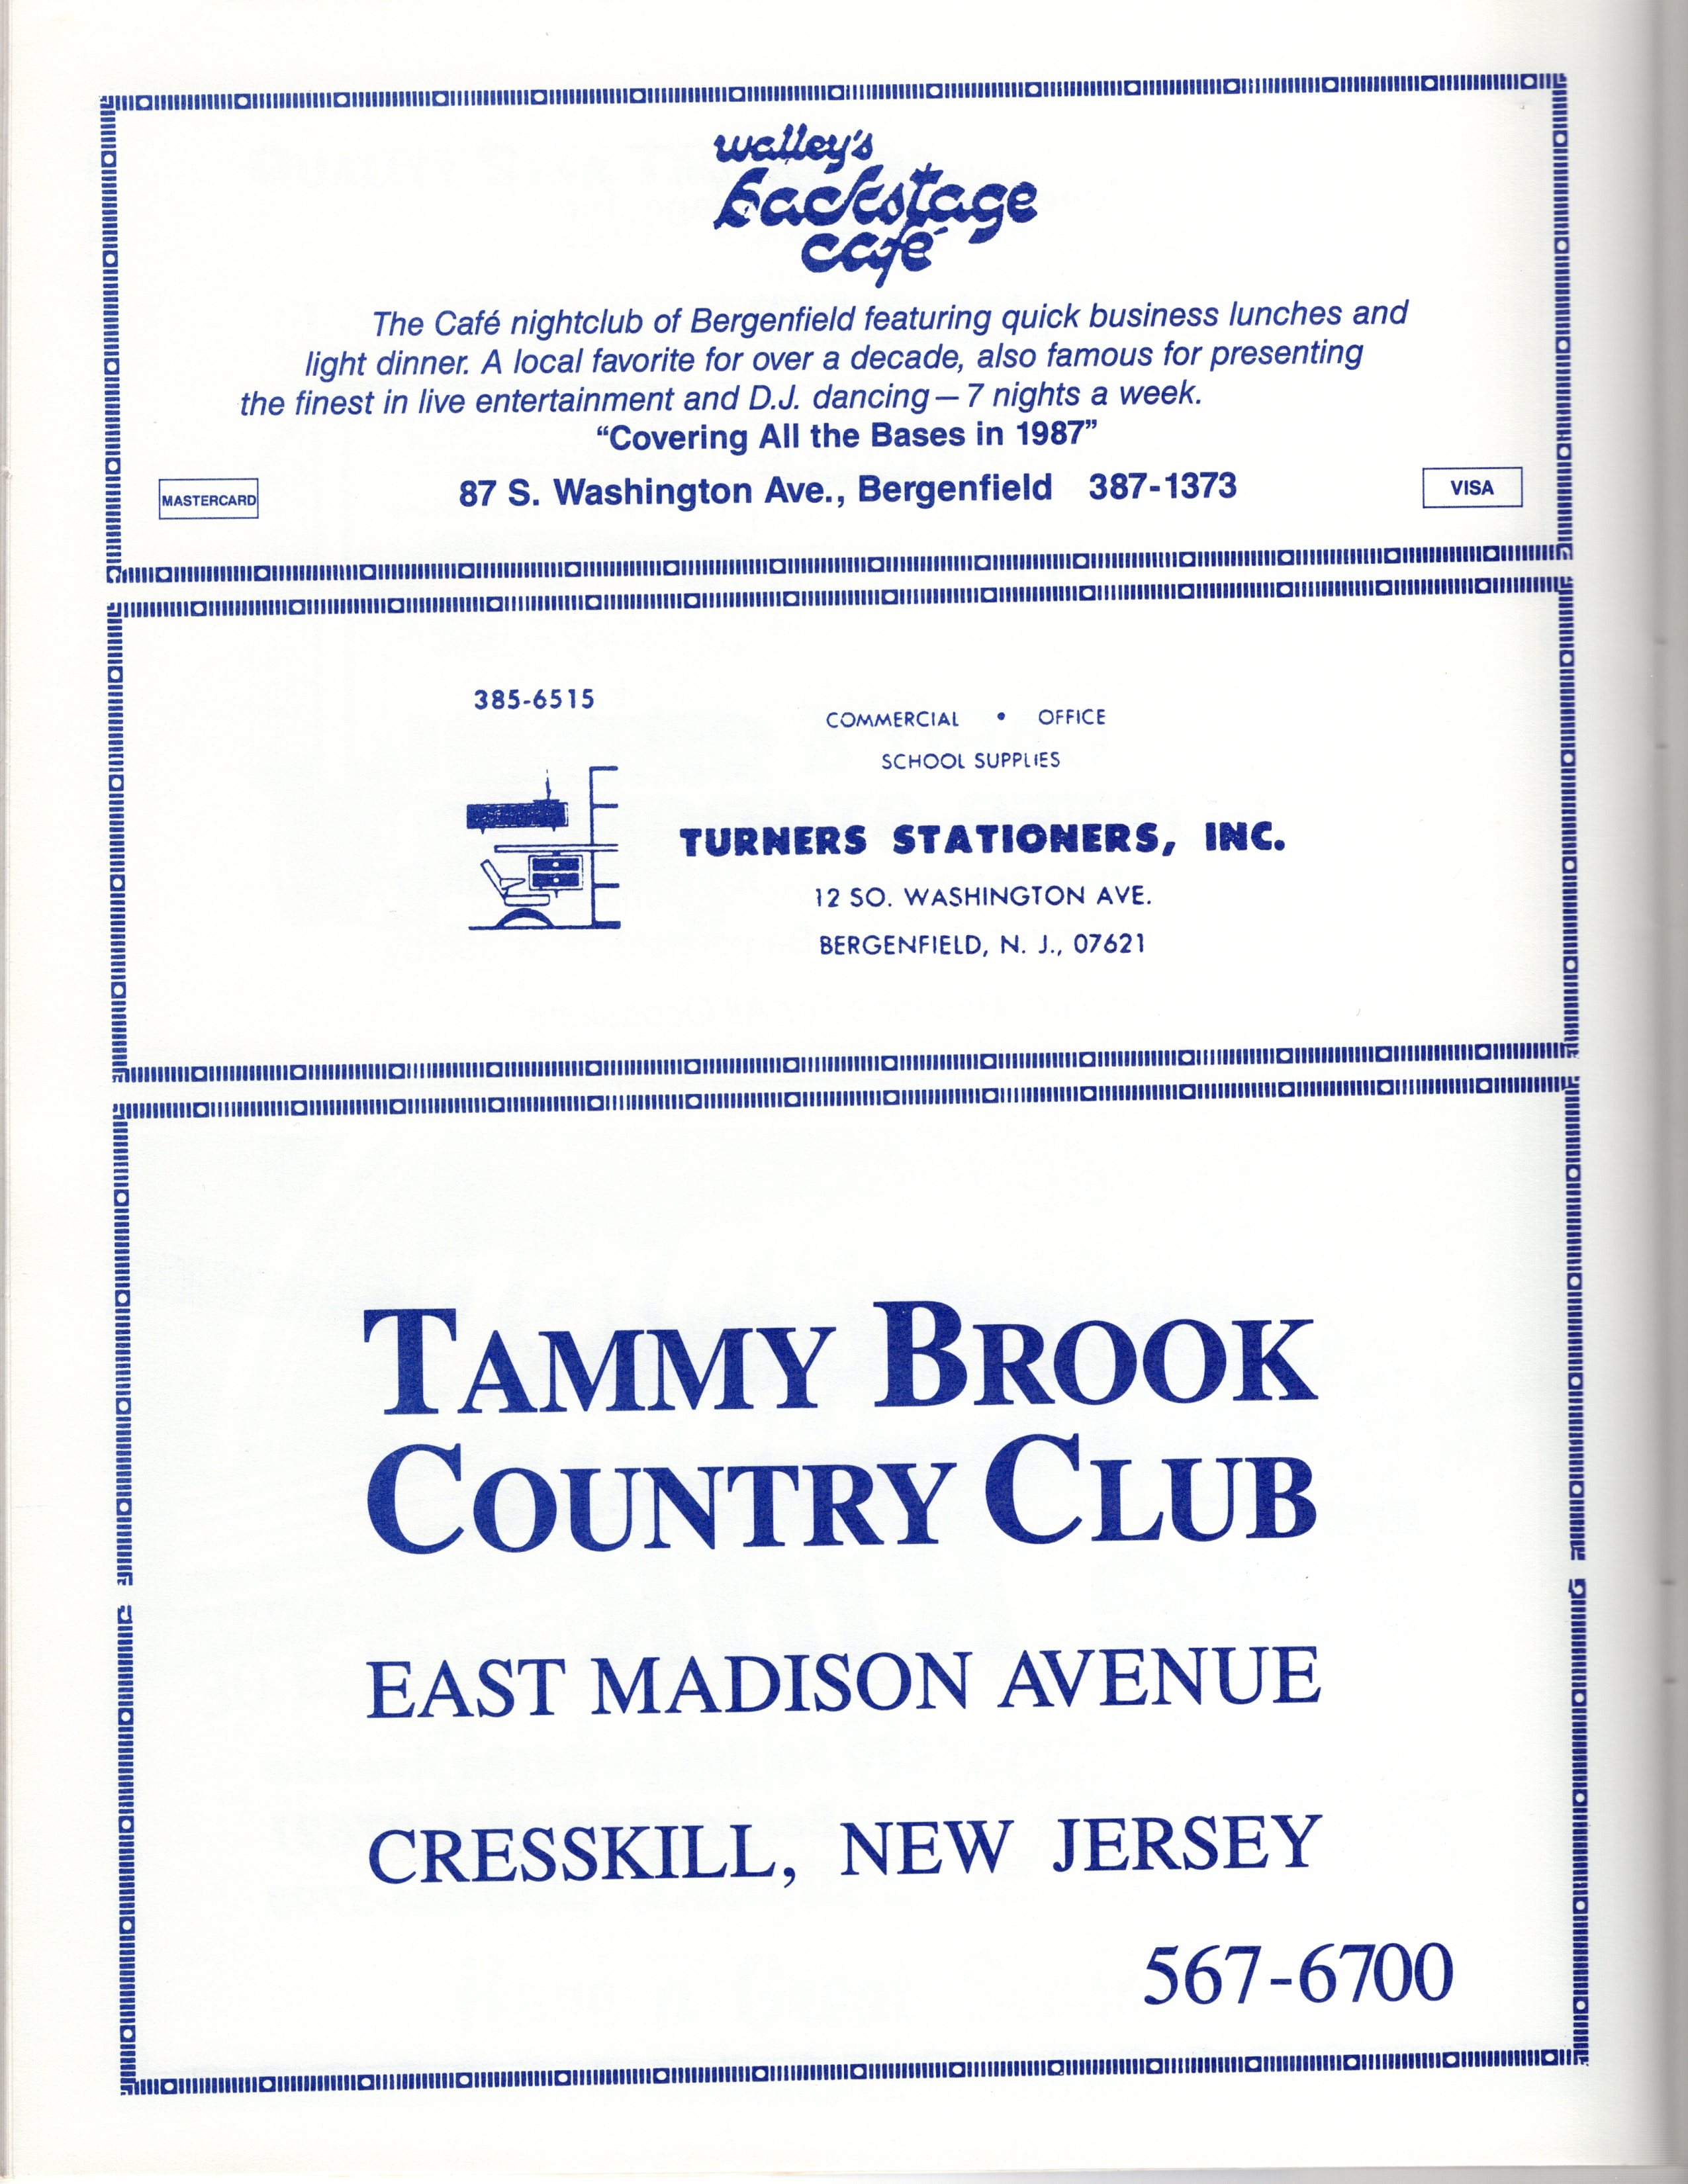 walley's
backstage
café
The Café nightclub of Bergenfield featuring quick business lunches and
light dinner. A local favorite for over a decade, also famous for presenting
the finest in live entertainment and D.J. dancing — 7 nights a week.
“Covering All the Bases in 1987”
MASTERCARD
87 S. Washington Ave., Bergenfield 387-1373
VISA
385-6515
COMMERCIAL • OFFICE
SCHOOL SUPPLIES
TURNERS STATIONERS, INC.
12 SO. WASHINGTON AVE.
BERGENFIELD, N. J., 07621
TAMMY BROOK
COUNTRY CLUB
EAST MADISON AVENUE
CRESSKILL, NEW JERSEY
567-6700